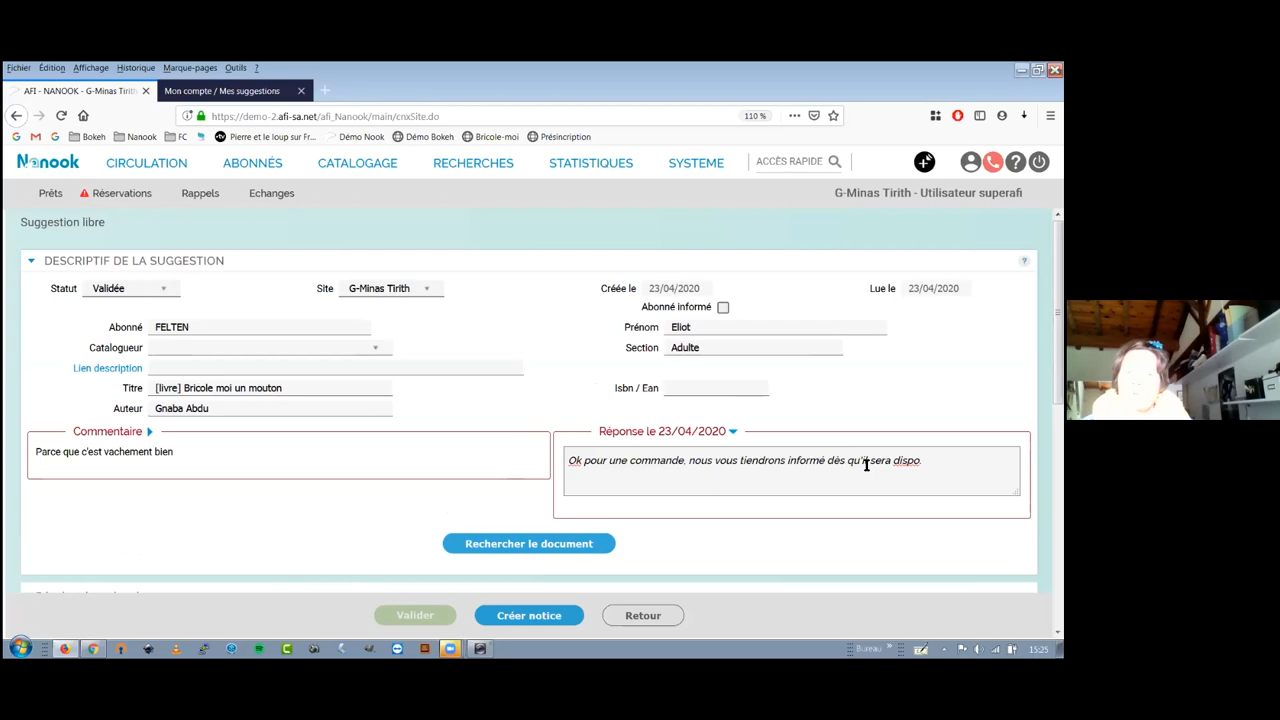 Fichier Édition Affichage Historique Marque-pages Outils ?
AFI - NANOOK - G-Minas Tirith Mon compte / Mes suggestions
https://demo-2.afi-sa.net/afi_Nanook/main/cnxSite.do 110 %
Bokeh Nanook FC Pierre et le loup sur Fr... Démo Nook Démo Bokeh Bricole-moi Présincription
Nanook CIRCULATION ABONNÉS CATALOGAGE RECHERCHES STATISTIQUES SYSTEME ACCÈS RAPIDE
Prêts Réservations Rappels Echanges G-Minas Tirith - Utilisateur superafi
Suggestion libre
DESCRIPTIF DE LA SUGGESTION ?
Statut Validée Site G-Minas Tirith Créée le 23/04/2020 Lue le 23/04/2020
Abonné informé
Abonné FELTEN Prénom Eliot
Catalogueur Section Adulte
Lien description
Titre [livre] Bricole moi un mouton Isbn / Ean
Auteur Gnaba Abdu
Commentaire Réponse le 23/04/2020
Parce que c'est vachement bien
Ok pour une commande, nous vous tiendrons informé dès qu'il sera dispo.
Rechercher le document
Valider Créer notice Retour
Bureau » 15:25